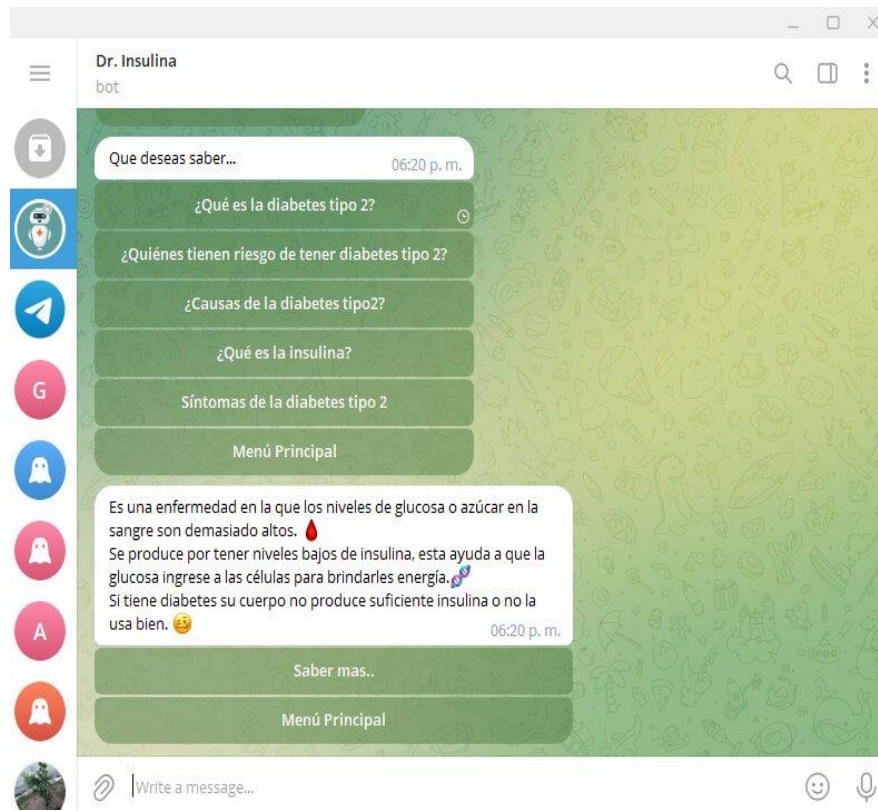 Dr. Insulina
bot
Que deseas saber...
06:20 p. m.
¿Qué es la diabetes tipo 2?
¿Quiénes tienen riesgo de tener diabetes tipo 2?
¿Causas de la diabetes tipo2?
¿Qué es la insulina?
Síntomas de la diabetes tipo 2
Menú Principal
G
Es una enfermedad en la que los niveles de glucosa o azúcar en la
sangre son demasiado altos. 🩸
Se produce por tener niveles bajos de insulina, esta ayuda a que la
glucosa ingrese a las células para brindarles energía.🧬
Si tiene diabetes su cuerpo no produce suficiente insulina o no la
usa bien. 🥴
06:20 p. m.
A
Saber mas..
Menú Principal
Write a message...